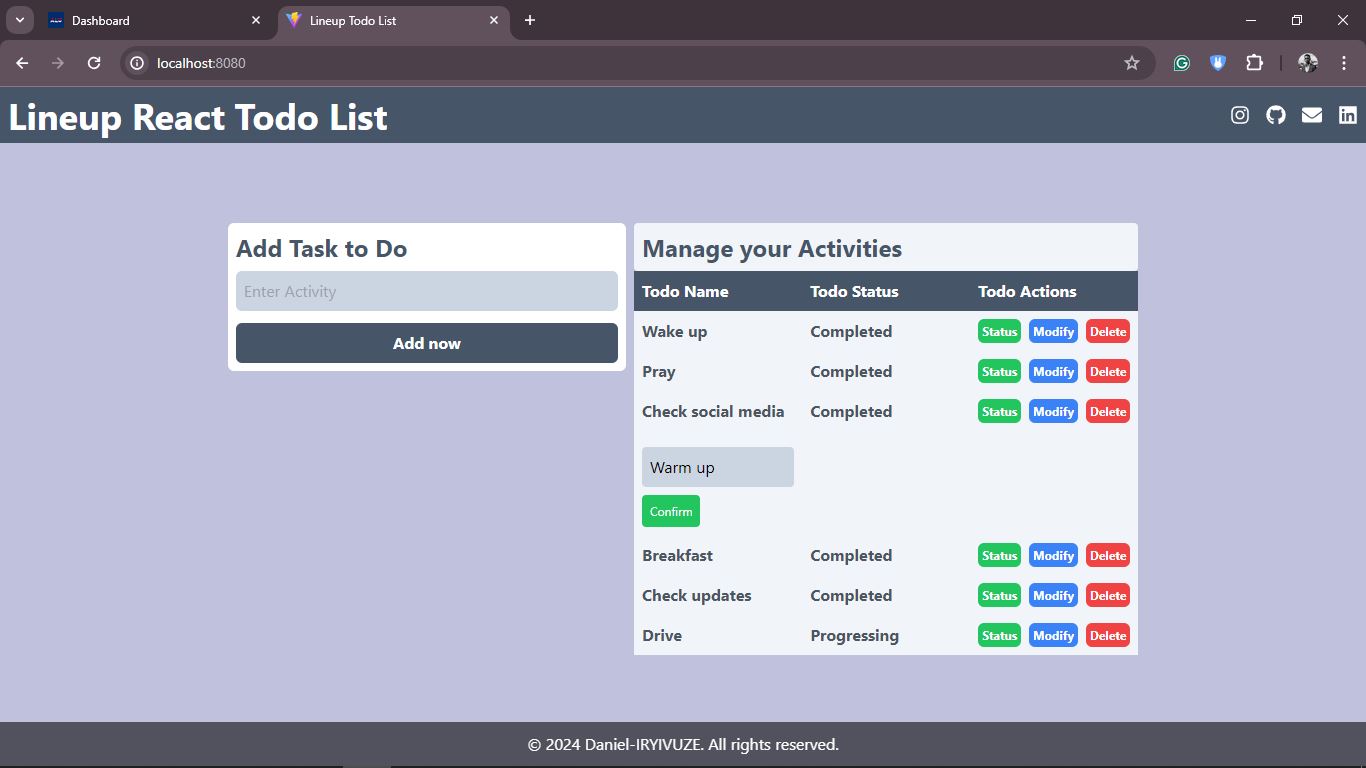 Dashboard
Lineup Todo List
localhost:8080
Lineup React Todo List
Add Task to Do
Enter Activity
Add now
Manage your Activities
Todo Name Todo Status Todo Actions
Wake up Completed Status Modify Delete
Pray Completed Status Modify Delete
Check social media Completed Status Modify Delete
Warm up
Confirm
Breakfast Completed Status Modify Delete
Check updates Completed Status Modify Delete
Drive Progressing Status Modify Delete
© 2024 Daniel-IRYIVUZE. All rights reserved.